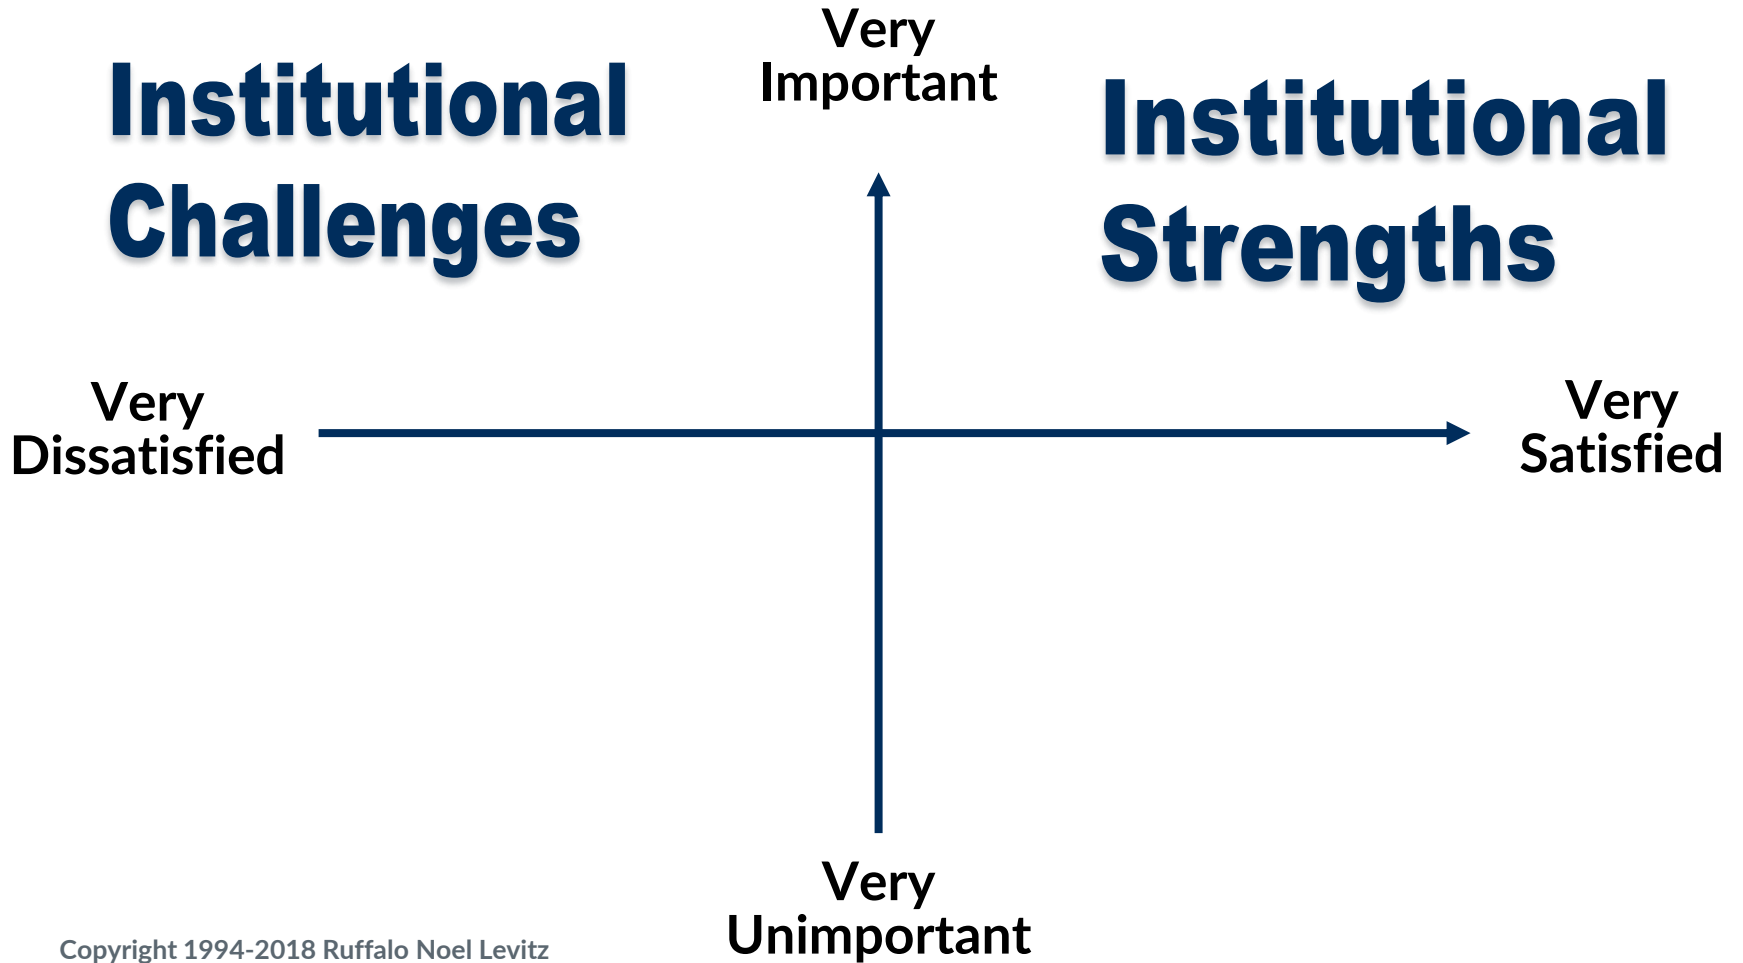 Very
Important
Institutional
Challenges
Institutional
Strengths
Very
Dissatisfied
Very
Satisfied
Very
Unimportant
Copyright 1994-2018 Ruffalo Noel Levitz